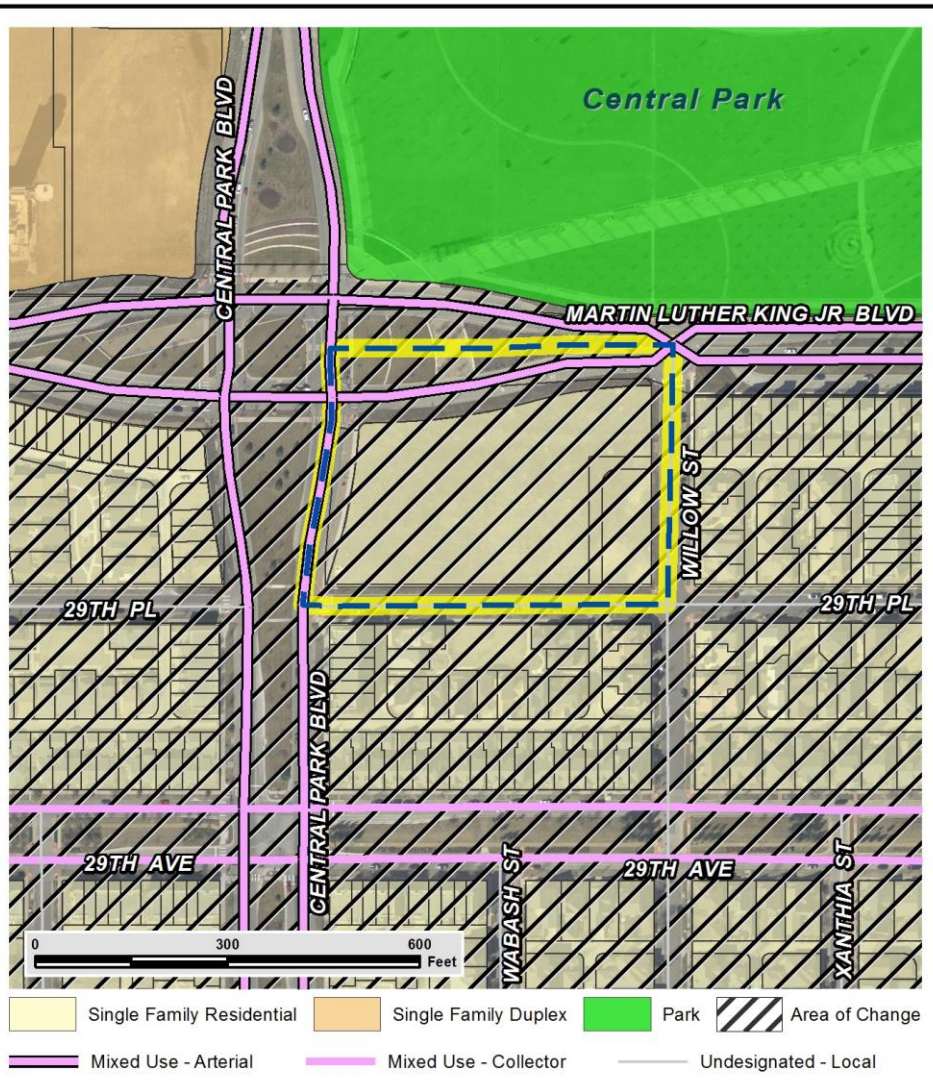 Central Park
CENTRAL PARK BLVD
MARTIN LUTHER KING JR BLVD
WILLOW ST
29TH PL
29TH PL
CENTRAL PARK BLVD
29TH AVE
WABASH ST
29TH AVE
XANTHIA ST
0 300 600
Feet
Single Family Residential Single Family Duplex Park Area of Change
Mixed Use - Arterial Mixed Use - Collector Undesignated - Local